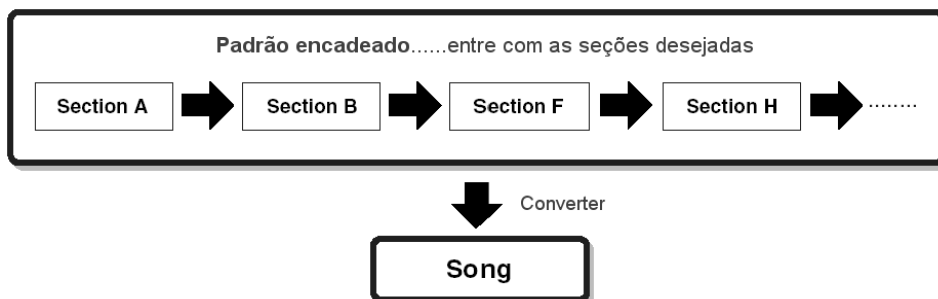 Padrão encadeado......entre com as seções desejadas
Section A Section B Section F Section H ........
Converter
Song